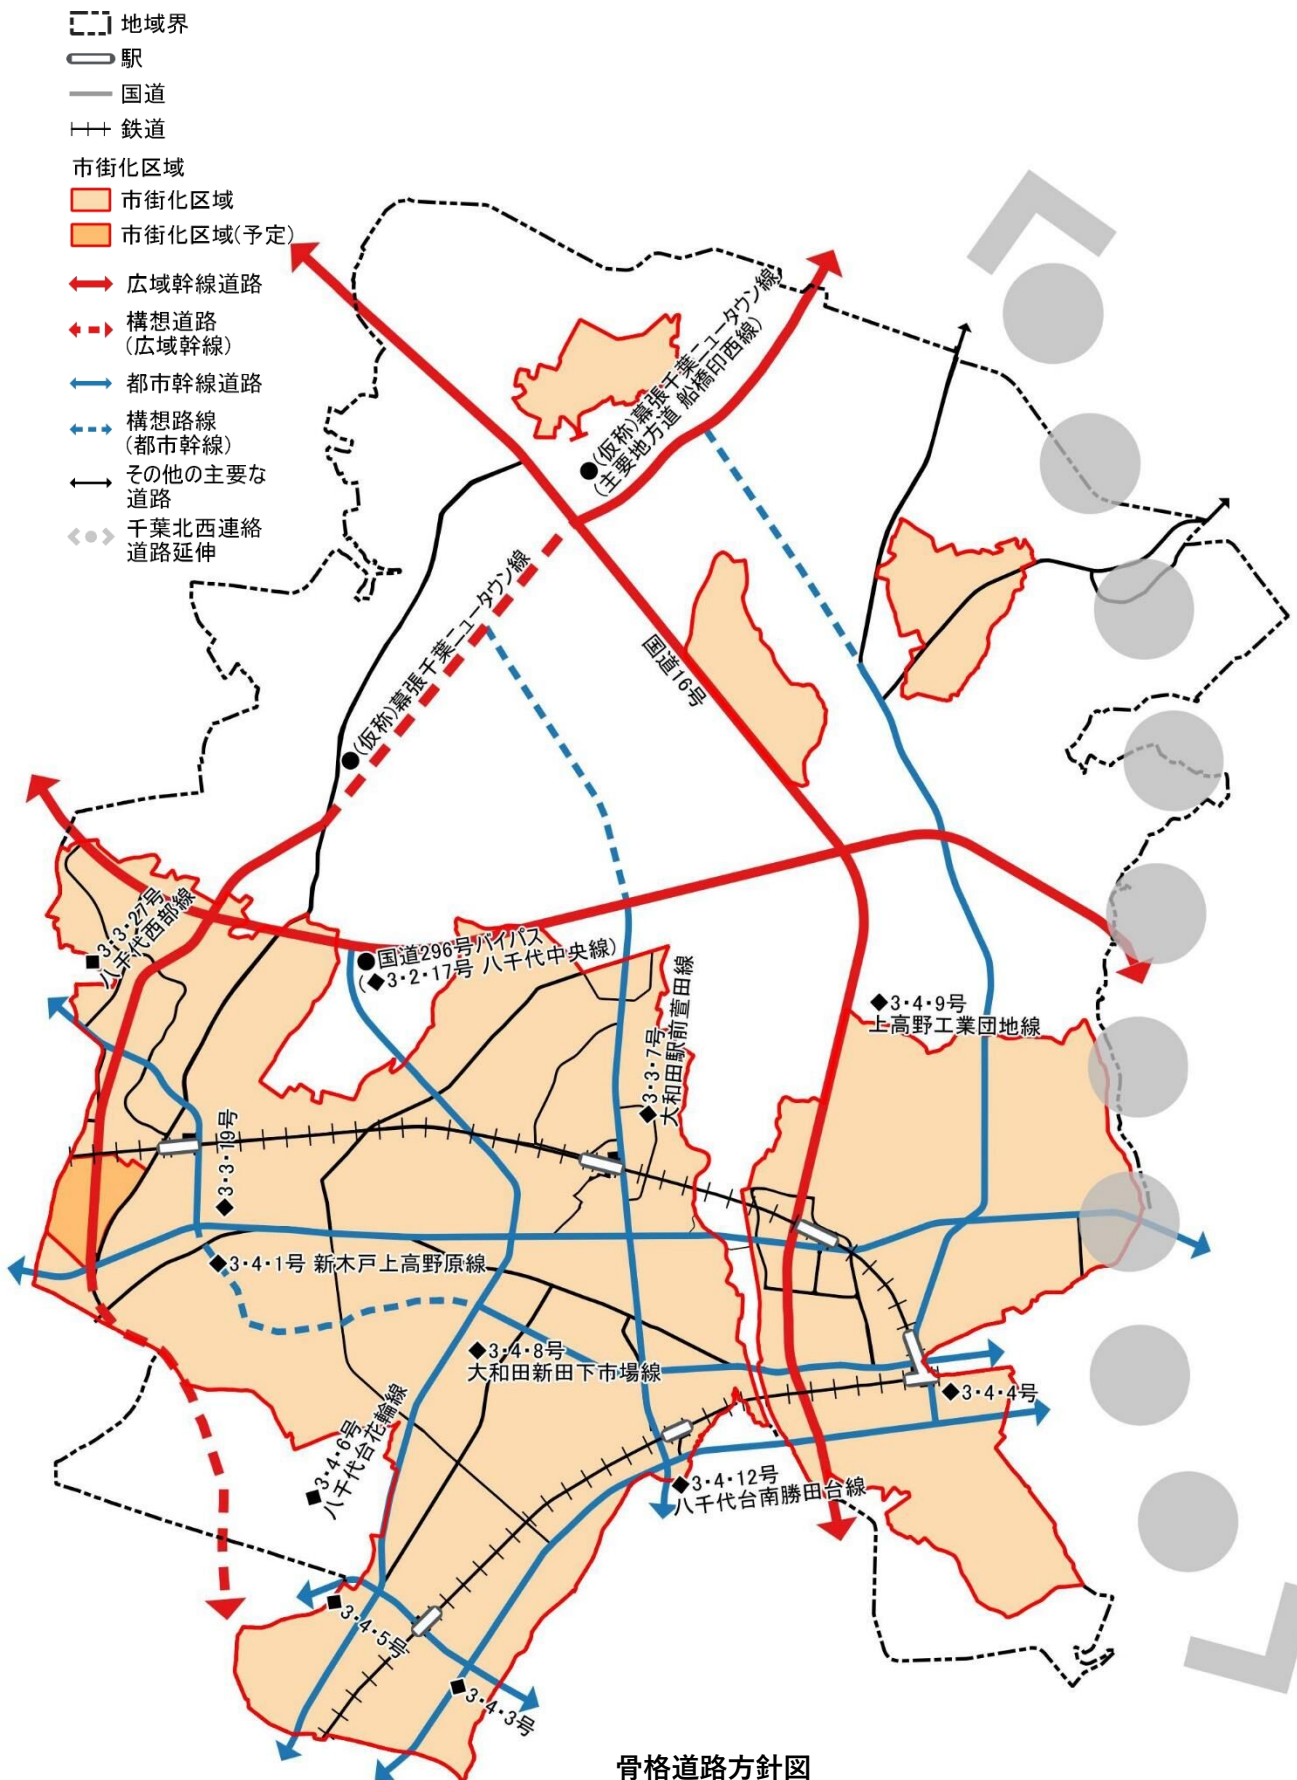 地域界
駅
国道
鉄道
市街化区域
市街化区域
市街化区域(予定)
広域幹線道路
構想道路
(広域幹線)
都市幹線道路
構想路線
(都市幹線)
その他の主要な
道路
千葉北西連絡
道路延伸
●(仮称)幕張千葉ニュータウン線
(主要地方道 船橋印西線)
●(仮称)幕張千葉ニュータウン線
国道16号
◆3・3・27号
八千代西部線
●国道296号バイパス
(◆3・2・17号 八千代中央線)
◆3・4・9号
上高野工業団地線
◆3・3・7号
大和田駅前萱田線
◆3・3・19号
◆3・4・1号 新木戸上高野原線
◆3・4・8号
大和田新田下市場線
◆3・4・4号
◆3・4・6号
八千代台花輪線
◆3・4・12号
八千代台南勝田台線
◆3・4・5号
◆3・4・3号
骨格道路方針図